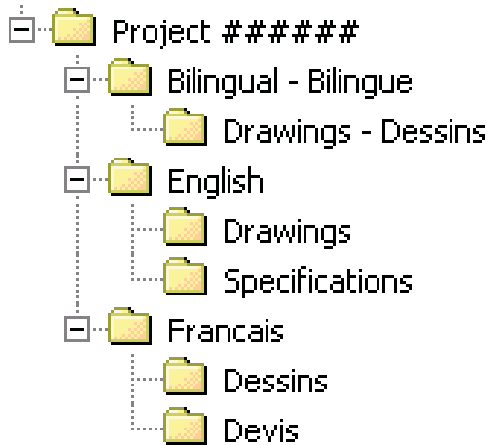 Project ######
Bilingual - Bilingue
Drawings - Dessins
English
Drawings
Specifications
Francais
Dessins
Devis